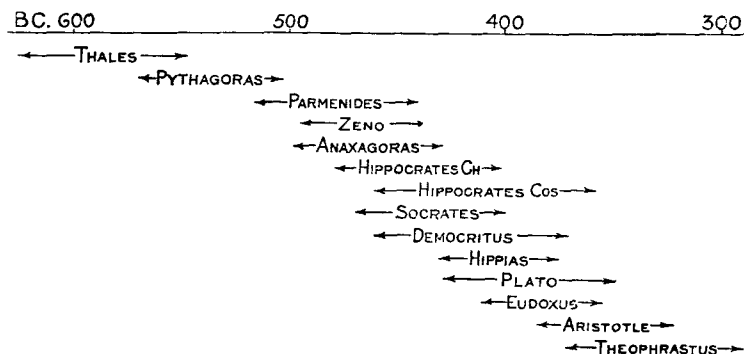 B.C. 600 500 400 300
THALES
PYTHAGORAS
PARMENIDES
ZENO
ANAXAGORAS
HIPPOCRATES CH
HIPPOCRATES COS
SOCRATES
DEMOCRITUS
HIPPIAS
PLATO
EUDOXUS
ARISTOTLE
THEOPHRASTUS